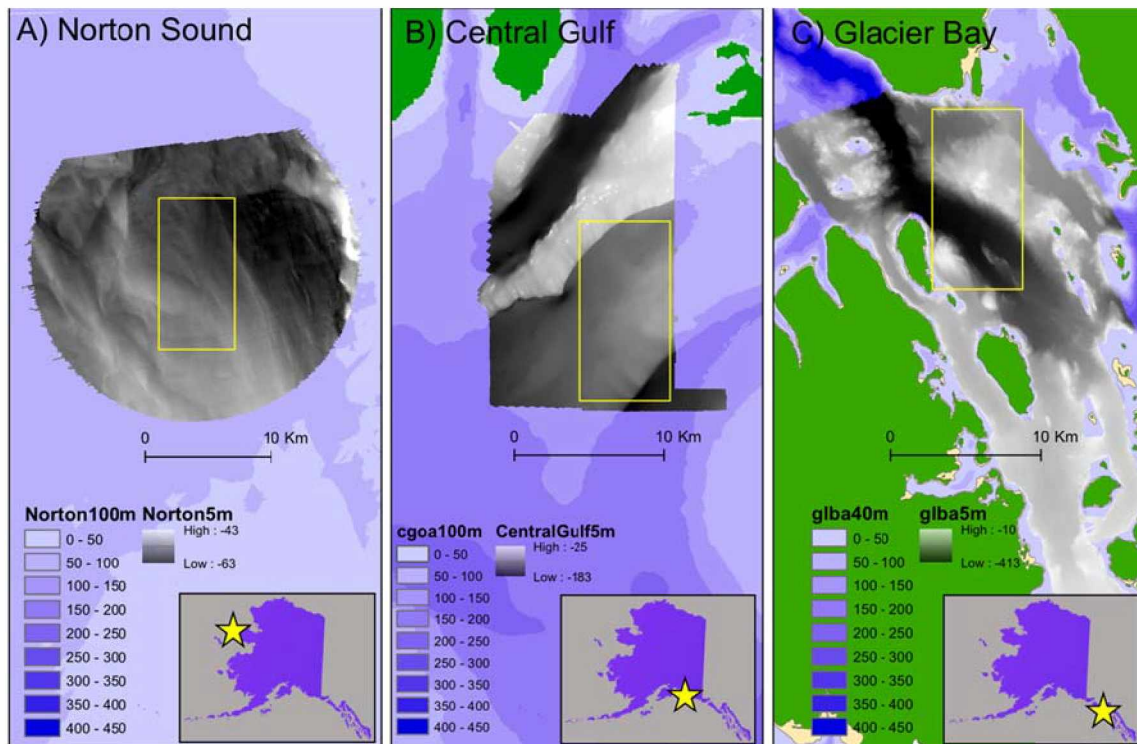 A) Norton Sound
0 10 Km
Norton100m Norton5m
0 - 50
50 - 100
100 - 150
150 - 200
200 - 250
250 - 300
300 - 350
350 - 400
400 - 450
High : -43
Low : -63
B) Central Gulf
0 10 Km
cgoa100m CentralGulf5m
0 - 50
50 - 100
100 - 150
150 - 200
200 - 250
250 - 300
300 - 350
350 - 400
400 - 450
High : -25
Low : -183
C) Glacier Bay
0 10 Km
glba40m glba5m
0 - 50
50 - 100
100 - 150
150 - 200
200 - 250
250 - 300
300 - 350
350 - 400
400 - 450
High : -10
Low : -413